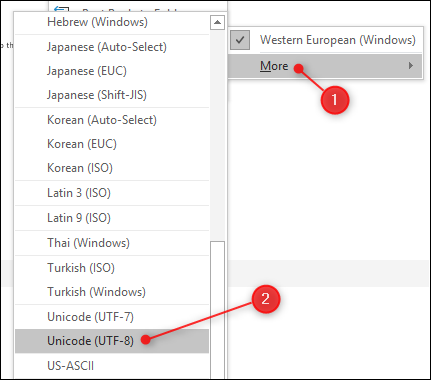 Hebrew (Windows)
Japanese (Auto-Select)
Japanese (EUC)
Japanese (Shift-JIS)
Korean (Auto-Select)
Korean (EUC)
Korean (ISO)
Latin 3 (ISO)
Latin 9 (ISO)
Thai (Windows)
Turkish (ISO)
Turkish (Windows)
Unicode (UTF-7)
Unicode (UTF-8)
US-ASCII
Western European (Windows)
More
1
2